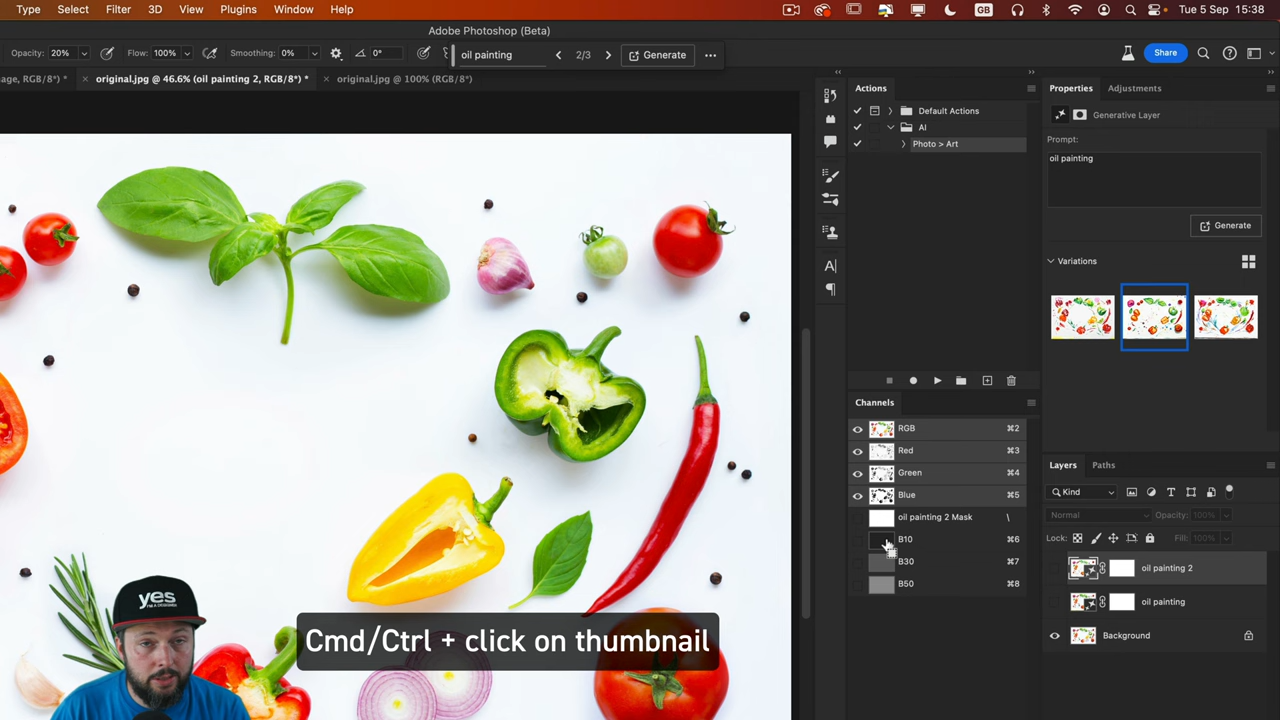 Type Select Filter 3D View Plugins Window Help GB Tue 5 Sep 15:38
Adobe Photoshop (Beta)
Opacity: 20% Flow: 100% Smoothing: 0% 0° oil painting 2/3 Generate Share
age, RGB/8*) * original.jpg @ 46.6% (oil painting 2, RGB/8*) * original.jpg @ 100% (RGB/8*)
Actions
Default Actions
AI
Photo > Art
Properties Adjustments
Generative Layer
Prompt:
oil painting
Generate
Variations
Channels
RGB ⌘2
Red ⌘3
Green ⌘4
Blue ⌘5
oil painting 2 Mask \
B10 ⌘6
B30 ⌘7
B50 ⌘8
Layers Paths
Kind
Normal Opacity: 100%
Lock: Fill: 100%
oil painting 2
oil painting
Background
yes
I'M A DESIGNER
Cmd/Ctrl + click on thumbnail